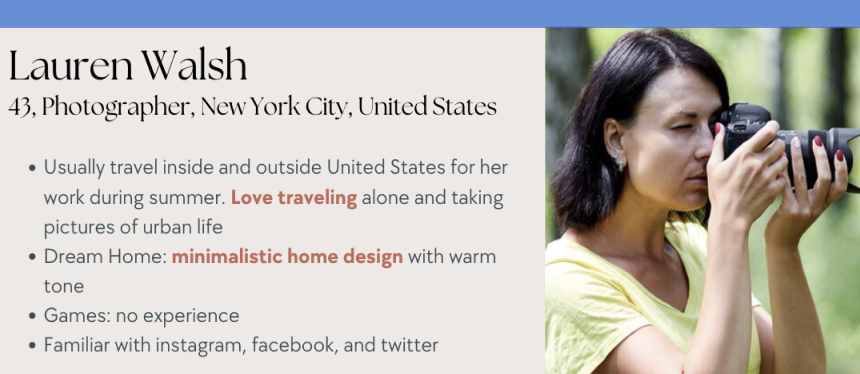 Lauren Walsh
43, Photographer, New York City, United States
• Usually travel inside and outside United States for her
work during summer. Love traveling alone and taking
pictures of urban life
• Dream Home: minimalistic home design with warm
tone
• Games: no experience
• Familiar with instagram, facebook, and twitter